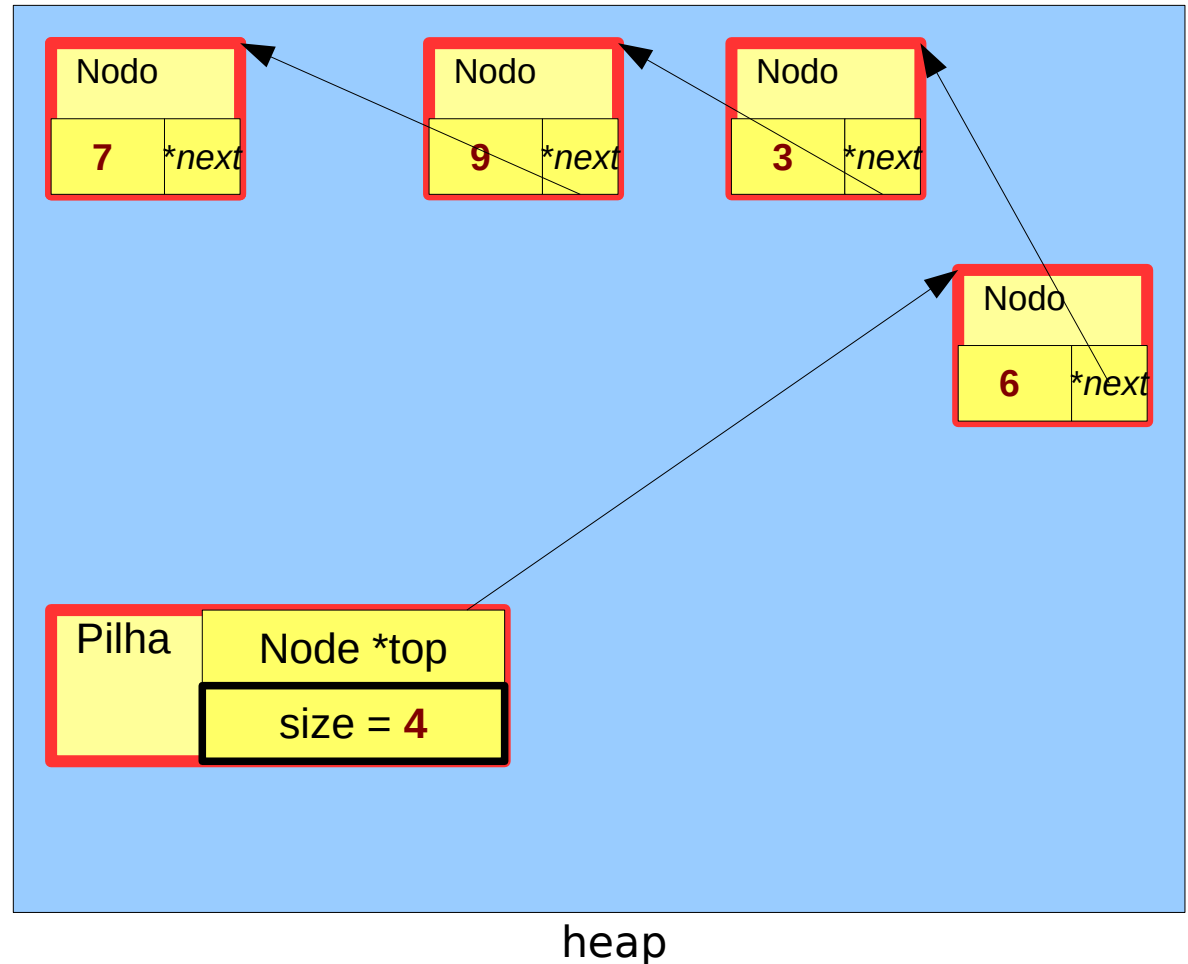 Nodo
7 *next
Nodo
9 *next
Nodo
3 *next
Nodo
6 *next
Pilha
Node *top
size = 4
heap